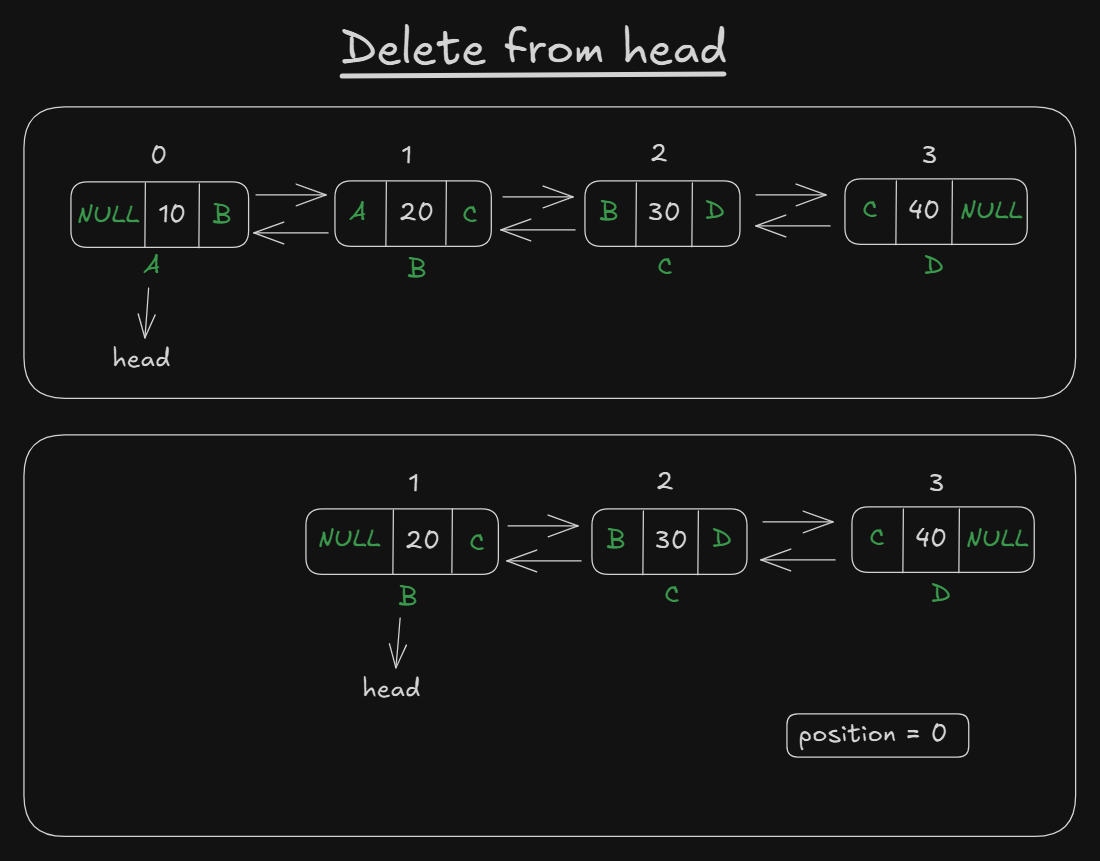 Delete from head
0 1 2 3
NULL 10 B A 20 C B 30 D C 40 NULL
A B C D
head
1 2 3
NULL 20 C B 30 D C 40 NULL
B C D
head
position = 0